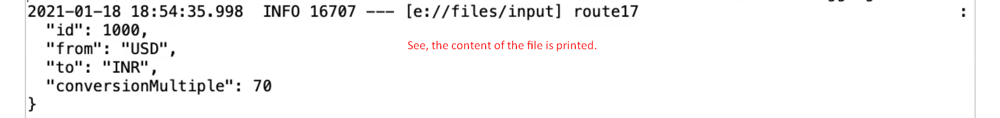 2021-01-18 18:54:35.998  INFO 16707 --- [e://files/input] route17 :
"id": 1000,
"from": "USD",
See, the content of the file is printed.
"to": "INR",
"conversionMultiple": 70
}